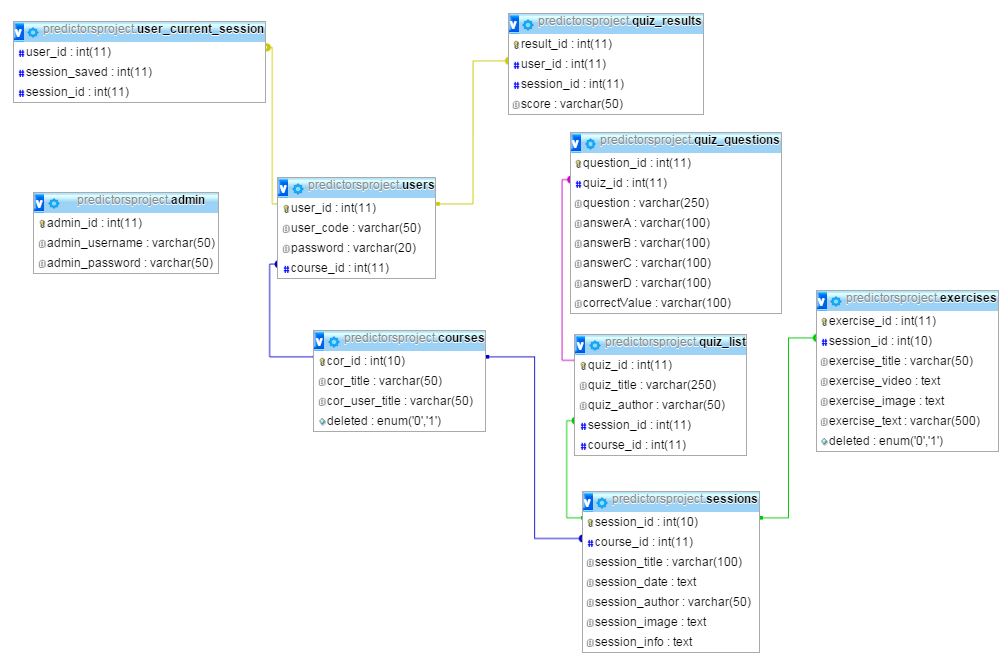 predictorsproject.user_current_session
user_id : int(11)
session_saved : int(11)
session_id : int(11)
predictorsproject.quiz_results
result_id : int(11)
user_id : int(11)
session_id : int(11)
score : varchar(50)
predictorsproject.quiz_questions
question_id : int(11)
quiz_id : int(11)
question : varchar(250)
answerA : varchar(100)
answerB : varchar(100)
answerC : varchar(100)
answerD : varchar(100)
correctValue : varchar(100)
predictorsproject.users
user_id : int(11)
user_code : varchar(50)
password : varchar(20)
course_id : int(11)
predictorsproject.admin
admin_id : int(11)
admin_username : varchar(50)
admin_password : varchar(50)
predictorsproject.exercises
exercise_id : int(11)
session_id : int(10)
exercise_title : varchar(50)
exercise_video : text
exercise_image : text
exercise_text : varchar(500)
deleted : enum('0','1')
predictorsproject.courses
cor_id : int(10)
cor_title : varchar(50)
cor_user_title : varchar(50)
deleted : enum('0','1')
predictorsproject.quiz_list
quiz_id : int(11)
quiz_title : varchar(250)
quiz_author : varchar(50)
session_id : int(11)
course_id : int(11)
predictorsproject.sessions
session_id : int(10)
course_id : int(11)
session_title : varchar(100)
session_date : text
session_author : varchar(50)
session_image : text
session_info : text